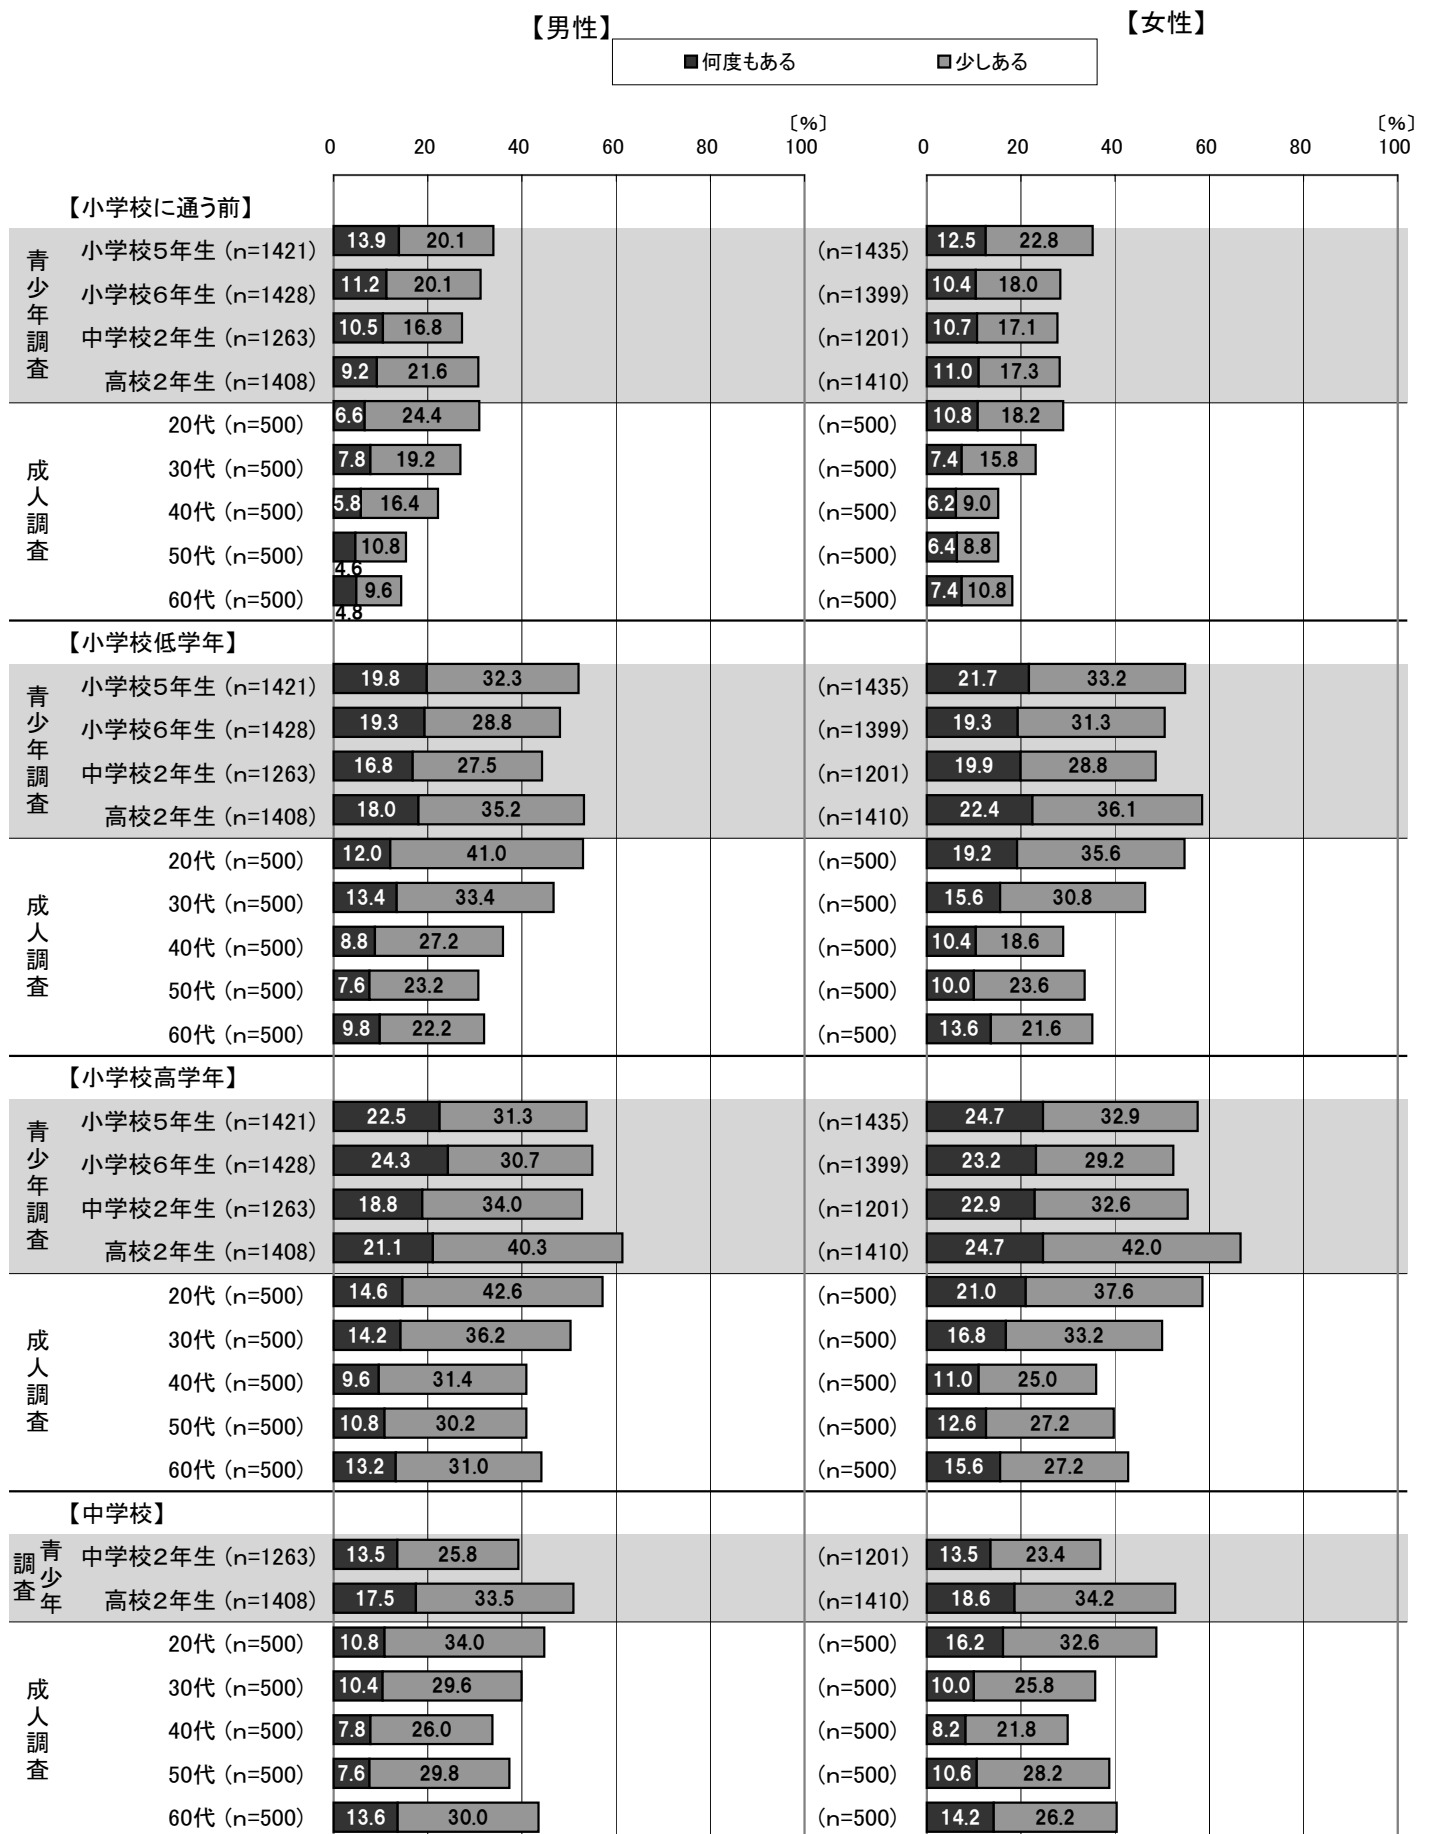 【男性】 【女性】
■何度もある ■少しある
〔%〕 〔%〕
0 20 40 60 80 100 0 20 40 60 80 100
【小学校に通う前】
青少年調査
小学校5年生 (n=1421) 13.9 20.1 (n=1435) 12.5 22.8
小学校6年生 (n=1428) 11.2 20.1 (n=1399) 10.4 18.0
中学校2年生 (n=1263) 10.5 16.8 (n=1201) 10.7 17.1
高校2年生 (n=1408) 9.2 21.6 (n=1410) 11.0 17.3
成人調査
20代 (n=500) 6.6 24.4 (n=500) 10.8 18.2
30代 (n=500) 7.8 19.2 (n=500) 7.4 15.8
40代 (n=500) 5.8 16.4 (n=500) 6.2 9.0
50代 (n=500) 4.6 10.8 (n=500) 6.4 8.8
60代 (n=500) 4.8 9.6 (n=500) 7.4 10.8
【小学校低学年】
青少年調査
小学校5年生 (n=1421) 19.8 32.3 (n=1435) 21.7 33.2
小学校6年生 (n=1428) 19.3 28.8 (n=1399) 19.3 31.3
中学校2年生 (n=1263) 16.8 27.5 (n=1201) 19.9 28.8
高校2年生 (n=1408) 18.0 35.2 (n=1410) 22.4 36.1
成人調査
20代 (n=500) 12.0 41.0 (n=500) 19.2 35.6
30代 (n=500) 13.4 33.4 (n=500) 15.6 30.8
40代 (n=500) 8.8 27.2 (n=500) 10.4 18.6
50代 (n=500) 7.6 23.2 (n=500) 10.0 23.6
60代 (n=500) 9.8 22.2 (n=500) 13.6 21.6
【小学校高学年】
青少年調査
小学校5年生 (n=1421) 22.5 31.3 (n=1435) 24.7 32.9
小学校6年生 (n=1428) 24.3 30.7 (n=1399) 23.2 29.2
中学校2年生 (n=1263) 18.8 34.0 (n=1201) 22.9 32.6
高校2年生 (n=1408) 21.1 40.3 (n=1410) 24.7 42.0
成人調査
20代 (n=500) 14.6 42.6 (n=500) 21.0 37.6
30代 (n=500) 14.2 36.2 (n=500) 16.8 33.2
40代 (n=500) 9.6 31.4 (n=500) 11.0 25.0
50代 (n=500) 10.8 30.2 (n=500) 12.6 27.2
60代 (n=500) 13.2 31.0 (n=500) 15.6 27.2
【中学校】
青少年調査
中学校2年生 (n=1263) 13.5 25.8 (n=1201) 13.5 23.4
高校2年生 (n=1408) 17.5 33.5 (n=1410) 18.6 34.2
成人調査
20代 (n=500) 10.8 34.0 (n=500) 16.2 32.6
30代 (n=500) 10.4 29.6 (n=500) 10.0 25.8
40代 (n=500) 7.8 26.0 (n=500) 8.2 21.8
50代 (n=500) 7.6 29.8 (n=500) 10.6 28.2
60代 (n=500) 13.6 30.0 (n=500) 14.2 26.2